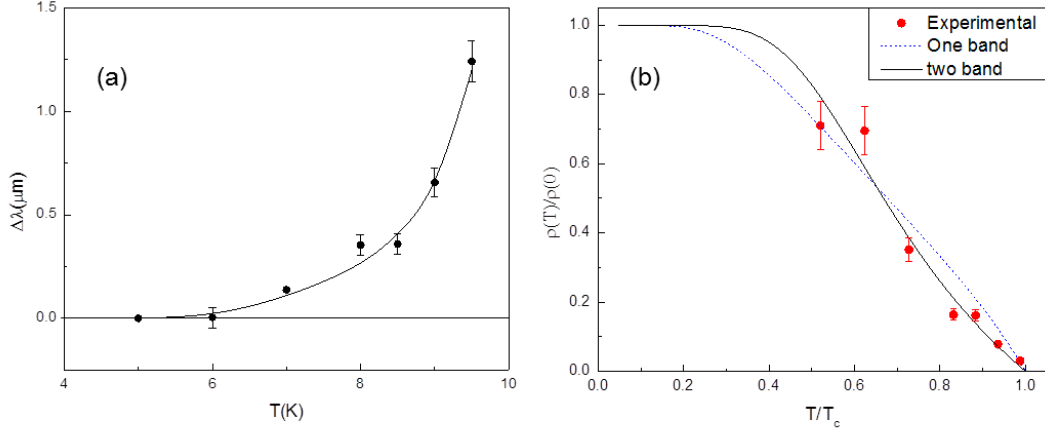 (a)
Δλ(μm)
1.5
1.0
0.5
0.0
4
6
8
10
T(K)
(b)
Experimental
One band
two band
ρ(T)/ρ(0)
1.0
0.8
0.6
0.4
0.2
0.0
0.0
0.2
0.4
0.6
0.8
1.0
T/Tc